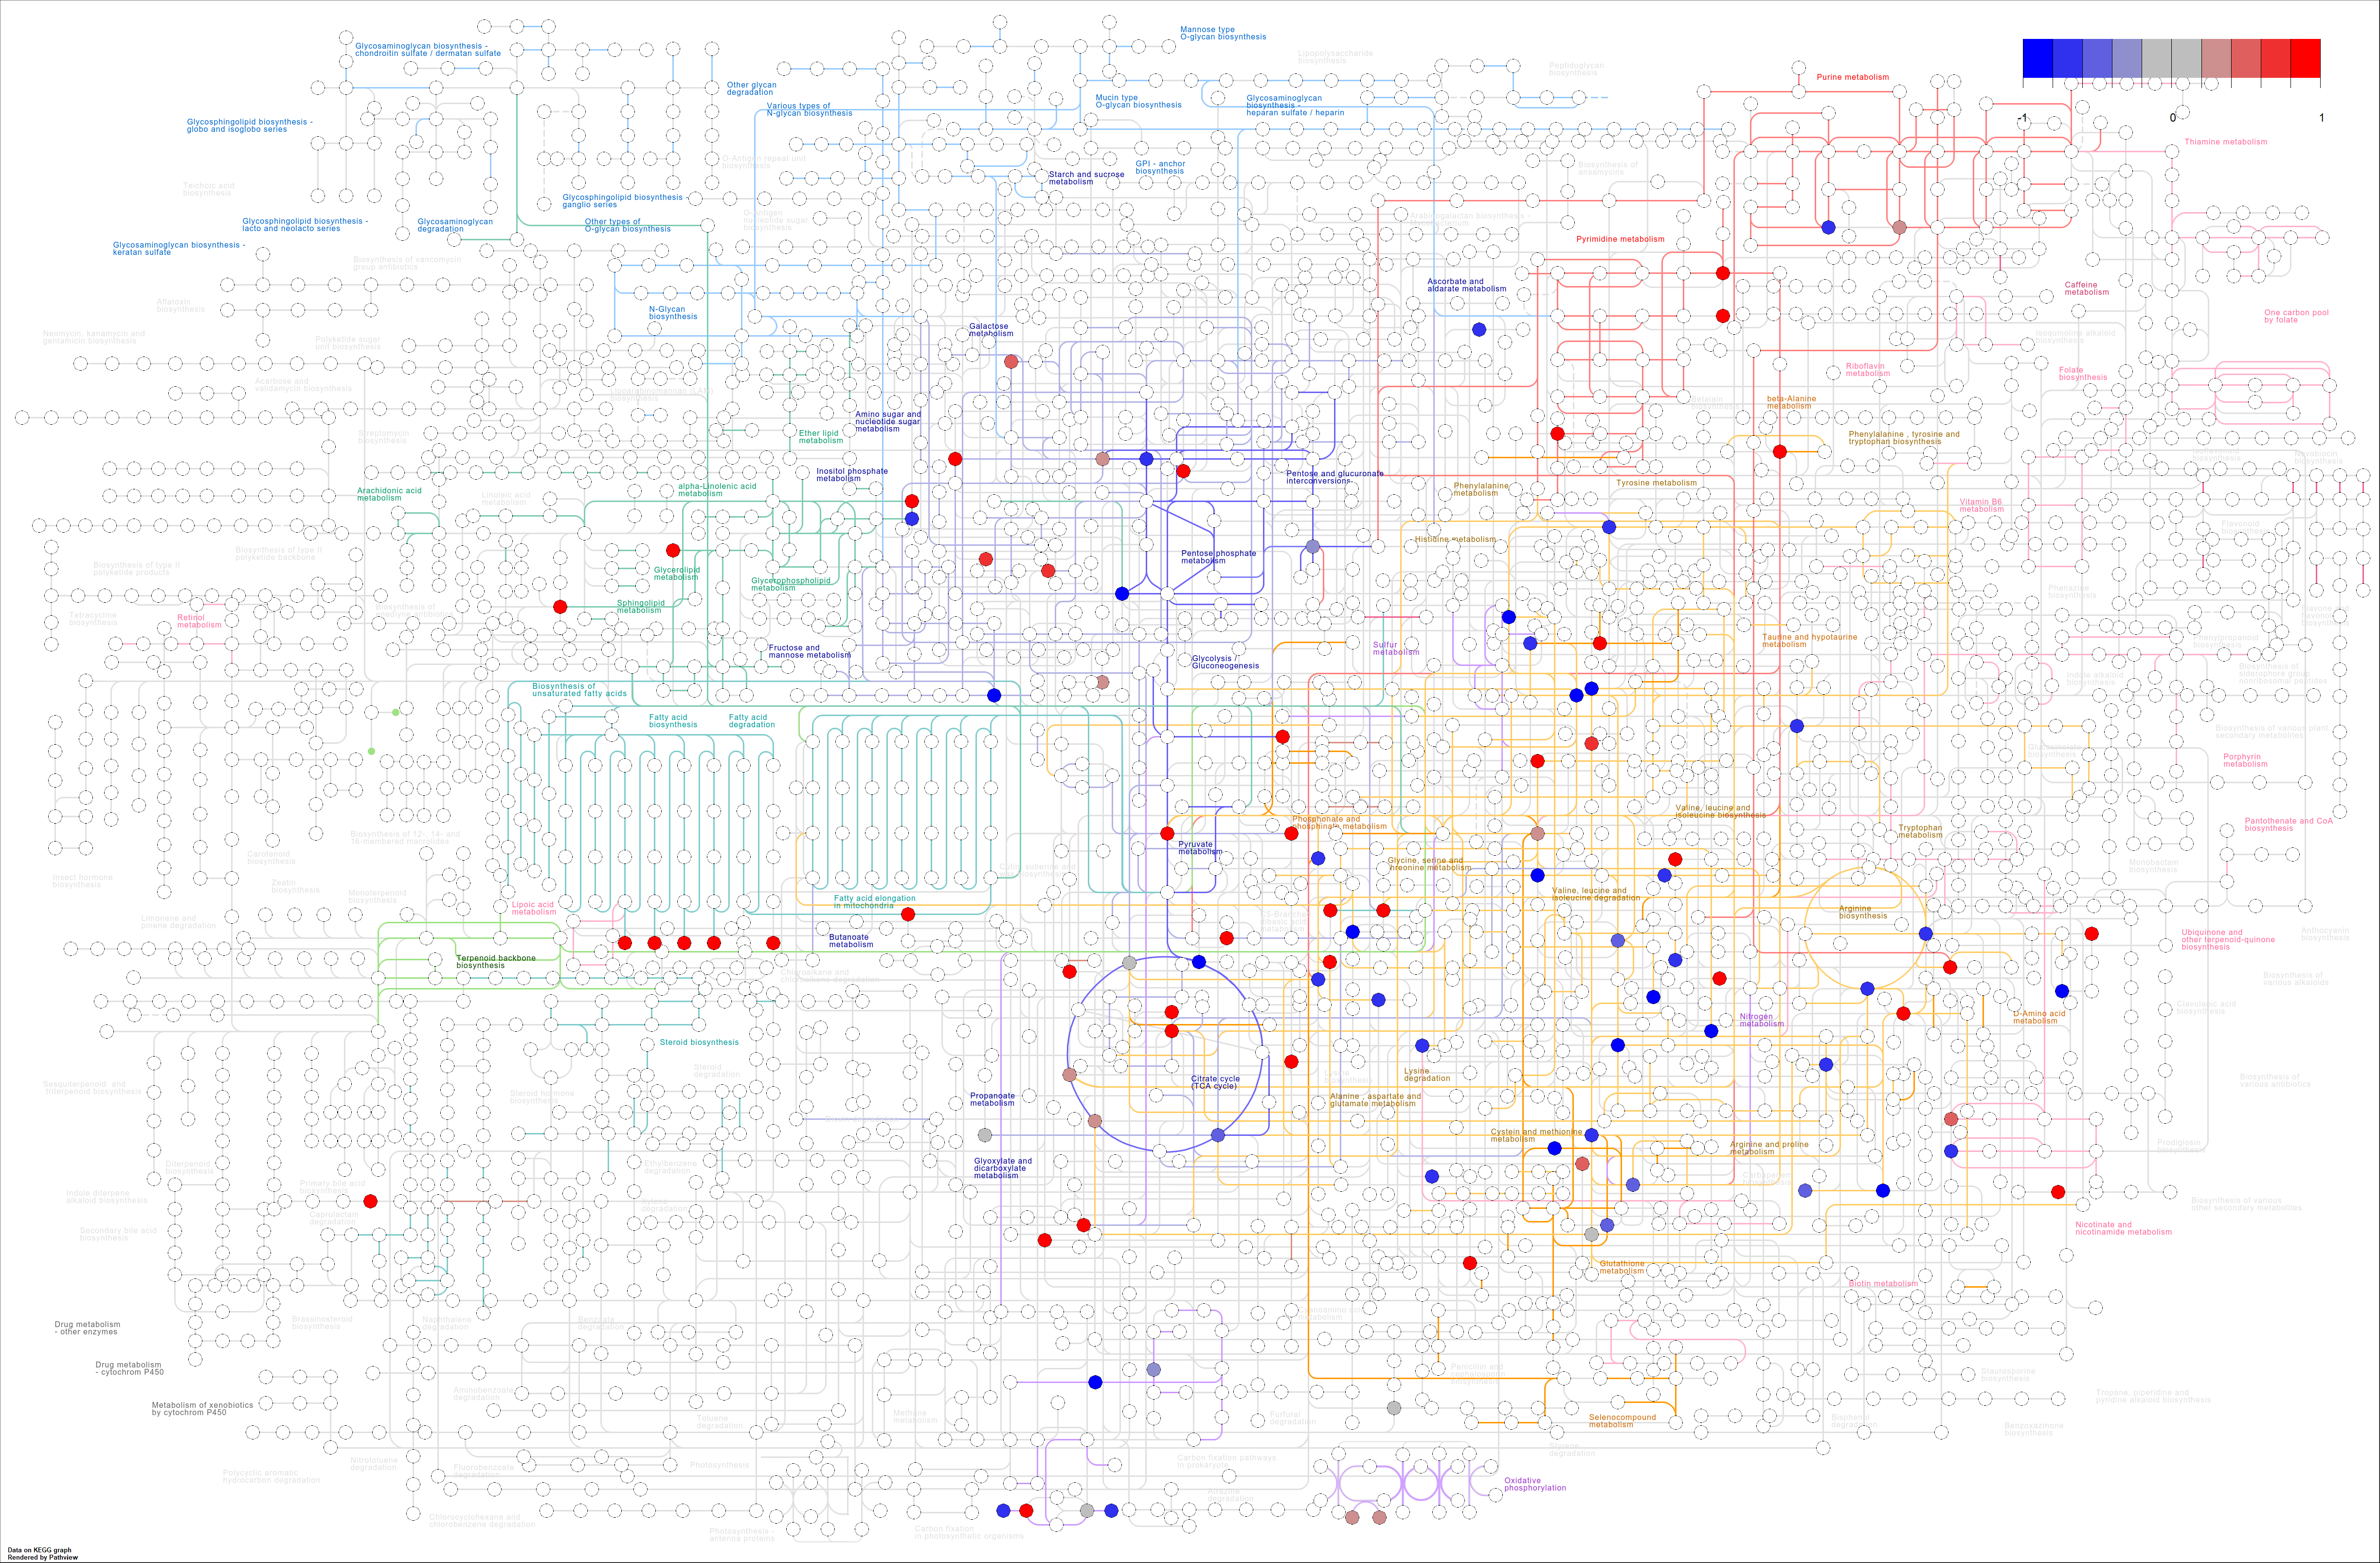 Glycosaminoglycan biosynthesis -
chondroitin sulfate / dermatan sulfate
Mannose type
O-glycan biosynthesis
Lipopolysaccharide
biosynthesis
Peptidoglycan
biosynthesis
Purine metabolism
-1
0
1
Other glycan
degradation
Various types of
N-glycan biosynthesis
Mucin type
O-glycan biosynthesis
Glycosaminoglycan
biosynthesis -
heparan sulfate / heparin
Glycosphingolipid biosynthesis -
globo and isoglobo series
Thiamine metabolism
O-Antigen repeat unit
biosynthesis
GPI - anchor
biosynthesis
Starch and sucrose
metabolism
Biosynthesis of
ansamycins
Teichoic acid
biosynthesis
Glycosphingolipid biosynthesis -
ganglio series
Glycosphingolipid biosynthesis -
lacto and neolacto series
Glycosaminoglycan
degradation
Other types of
O-glycan biosynthesis
O-Antigen
nucleotide sugar
biosynthesis
Arabinogalactan biosynthesis -
Glycosaminoglycan biosynthesis -
keratan sulfate
Pyrimidine metabolism
Biosynthesis of vancomycin
group antibiotics
Ascorbate and
aldarate metabolism
Caffeine
metabolism
Aflatoxin
biosynthesis
N-Glycan
biosynthesis
One carbon pool
by folate
Neomycin, kanamycin and
gentamicin biosynthesis
Polyketide sugar
unit biosynthesis
Galactose
metabolism
Isoquinoline alkaloid
biosynthesis
Riboflavin
metabolism
Folate
biosynthesis
Acarbose and
validamycin biosynthesis
Betalain
biosynthesis
beta-Alanine
metabolism
Amino sugar and
nucleotide sugar
metabolism
Streptomycin
biosynthesis
Ether lipid
metabolism
Phenylalanine , tyrosine and
tryptophan biosynthesis
Inositol phosphate
metabolism
Pentose and glucuronate
interconversions
Novobiocin
biosynthesis
Arachidonic acid
metabolism
Linoleic acid
metabolism
alpha-Linolenic acid
metabolism
Phenylalanine
metabolism
Tyrosine metabolism
Vitamin B6
metabolism
Flavonoid
Histidine metabolism
Biosynthesis of type II
polyketide backbone
Biosynthesis of type II
polyketide products
Pentose phosphate
metabolism
Glycerolipid
metabolism
Glycerophospholipid
metabolism
Phenazine
biosynthesis
Sphingolipid
metabolism
Tetracycline
biosynthesis
Retinol
metabolism
Biosynthesis of
enediyne antibiotics
Flavone and
flavonol
biosynthesis
Taurine and hypotaurine
metabolism
Phenylpropanoid
biosynthesis
Fructose and
mannose metabolism
Sulfur
metabolism
Glycolysis /
Gluconeogenesis
Biosynthesis of
siderophore group
nonribosomal peptides
Indole alkaloid
biosynthesis
Biosynthesis of
unsaturated fatty acids
Fatty acid
biosynthesis
Fatty acid
degradation
Biosynthesis of various plant
secondary metabolites
Glucosinolate
biosynthesis
Porphyrin
metabolism
Valine, leucine and
isoleucine biosynthesis
Phosphonate and
phosphinate metabolism
Pantothenate and CoA
biosynthesis
Tryptophan
metabolism
Biosynthesis of 12-, 14- and
16-membered macrolides
Pyruvate
metabolism
Carotenoid
biosynthesis
Glycine, serine and
threonine metabolism
Monobactam
biosynthesis
Cutin, suberine and
Insect hormone
biosynthesis
Zeatin
biosynthesis
Monoterpenoid
biosynthesis
Valine, leucine and
isoleucine degradation
Fatty acid elongation
in mitochondria
Lipoic acid
metabolism
Arginine
biosynthesis
Limonene and
pinene degradation
Butanoate
metabolism
Ubiquinone and
other terpenoid-quinone
biosynthesis
Anthocyanin
biosynthesis
Terpenoid backbone
biosynthesis
Chloroalkane and
Biosynthesis of
various alkaloids
Clavulanic acid
biosynthesis
Nitrogen
metabolism
D-Amino acid
metabolism
Steroid biosynthesis
Steroid
degradation
Lysine
biosynthesis
Lysine
degradation
Citrate cycle
(TCA cycle)
Biosynthesis of
various antibiotics
Sesquiterpenoid and
triterpenoid biosynthesis
Steroid hormone
biosynthesis
Propanoate
metabolism
Alanine , aspartate and
glutamate metabolism
Cystein and methionine
metabolism
Arginine and proline
metabolism
Prodigiosin
biosynthesis
Glyoxylate and
dicarboxylate
metabolism
Diterpenoid
biosynthesis
Ethylbenzene
degradation
Primary bile acid
biosynthesis
Indole diterpene
alkaloid biosynthesis
Xylene
degradation
Biosynthesis of various
other secondary metabolites
Caprolactam
degradation
Secondary bile acid
biosynthesis
Nicotinate and
nicotinamide metabolism
Glutathione
metabolism
Biotin metabolism
Drug metabolism
- other enzymes
Brassinosteroid
biosynthesis
Naphthalene
degradation
Benzoate
degradation
Drug metabolism
- cytochrom P450
Penicillin and
Staurosporine
biosynthesis
Aminobenzoate
degradation
Tropane, piperidine and
pyridine alkaloid biosynthesis
Metabolism of xenobiotics
by cytochrom P450
Toluene
degradation
Methane
metabolism
Furfural
degradation
Selenocompound
metabolism
Bisphenol
degradation
Benzoxazinone
biosynthesis
Styrene
degradation
Nitrotoluene
degradation
Fluorobenzoate
degradation
Photosynthesis
Carbon fixation pathways
in prokaryote
Polycyclic aromatic
hydrocarbon degradation
Oxidative
phosphorylation
Atrazine
degradation
Chlorocyclohexane and
chlorobenzene degradation
Photosynthesis -
antenna proteins
Carbon fixation
in photosynthetic organisms
Data on KEGG graph
Rendered by Pathview